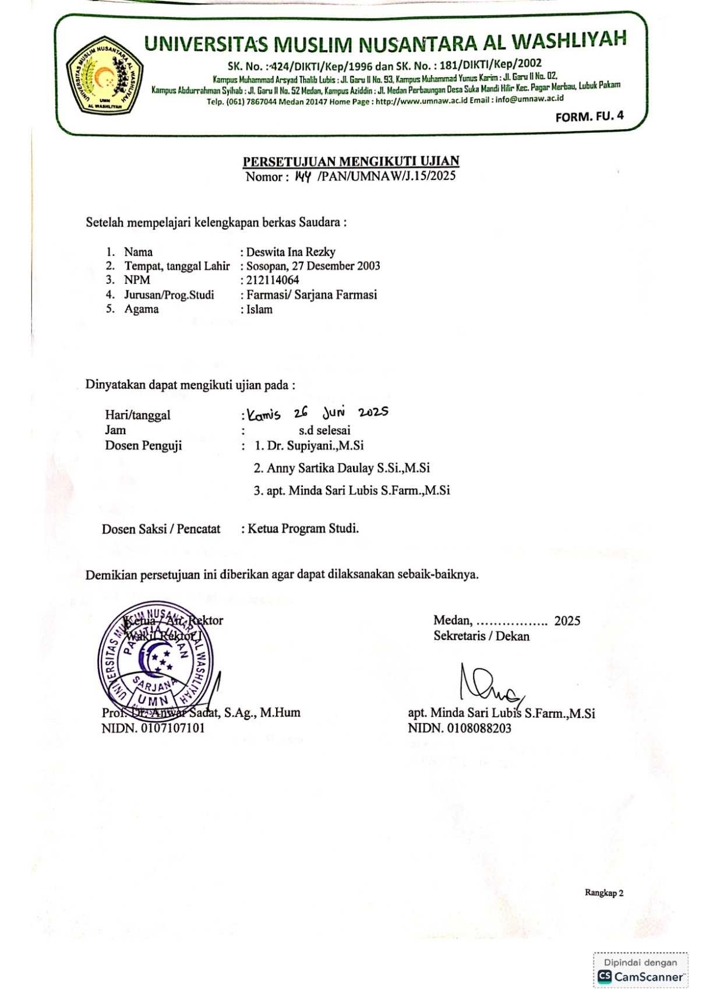 UNIVERSITAS MUSLIM NUSANTARA AL WASHLIYAH
SK. No. :424/DIKTI/Kep/1996 dan SK. No. : 181/DIKTI/Kep/2002
Kampus Muhammad Arsyad Thalib Lubis : Jl. Garu II No. 93, Kampus Muhammad Yunus Karim : Jl. Garu II No. 02,
Kampus Abdurrahman Syihab : Jl. Garu II No. 52 Medan, Kampus Aziddin : Jl. Medan Perbaungan Desa Suka Mandi Hilir Kec. Pagar Merbau, Lubuk Pakam
Telp. (061) 7867044 Medan 20147 Home Page : http://www.umnaw.ac.id Email : info@umnaw.ac.id
UNIVERSITAS MUSLIM NUSANTARA AL WASHLIYAH
UMN
AL WASHLIYAH
FORM. FU. 4
PERSETUJUAN MENGIKUTI UJIAN
Nomor : 144 /PAN/UMNAW/J.15/2025
Setelah mempelajari kelengkapan berkas Saudara :
1. Nama : Deswita Ina Rezky
2. Tempat, tanggal Lahir : Sosopan, 27 Desember 2003
3. NPM : 212114064
4. Jurusan/Prog.Studi : Farmasi/ Sarjana Farmasi
5. Agama : Islam
Dinyatakan dapat mengikuti ujian pada :
Hari/tanggal : Kamis 26 Juni 2025
Jam : s.d selesai
Dosen Penguji : 1. Dr. Supiyani.,M.Si
2. Anny Sartika Daulay S.Si.,M.Si
3. apt. Minda Sari Lubis S.Farm.,M.Si
Dosen Saksi / Pencatat : Ketua Program Studi.
Demikian persetujuan ini diberikan agar dapat dilaksanakan sebaik-baiknya.
Ketua / An. Rektor
Wakil Rektor I
Medan, ................. 2025
Sekretaris / Dekan
UNIVERSITAS MUSLIM NUSANTARA AL WASHLIYAH
PANITIA UJIAN
SARJANA
UMN
AL WASHLIYAH
Prof. Dr. Anwar Sadat, S.Ag., M.Hum
NIDN. 0107107101
apt. Minda Sari Lubis S.Farm.,M.Si
NIDN. 0108088203
Rangkap 2
Dipindai dengan
CS CamScanner